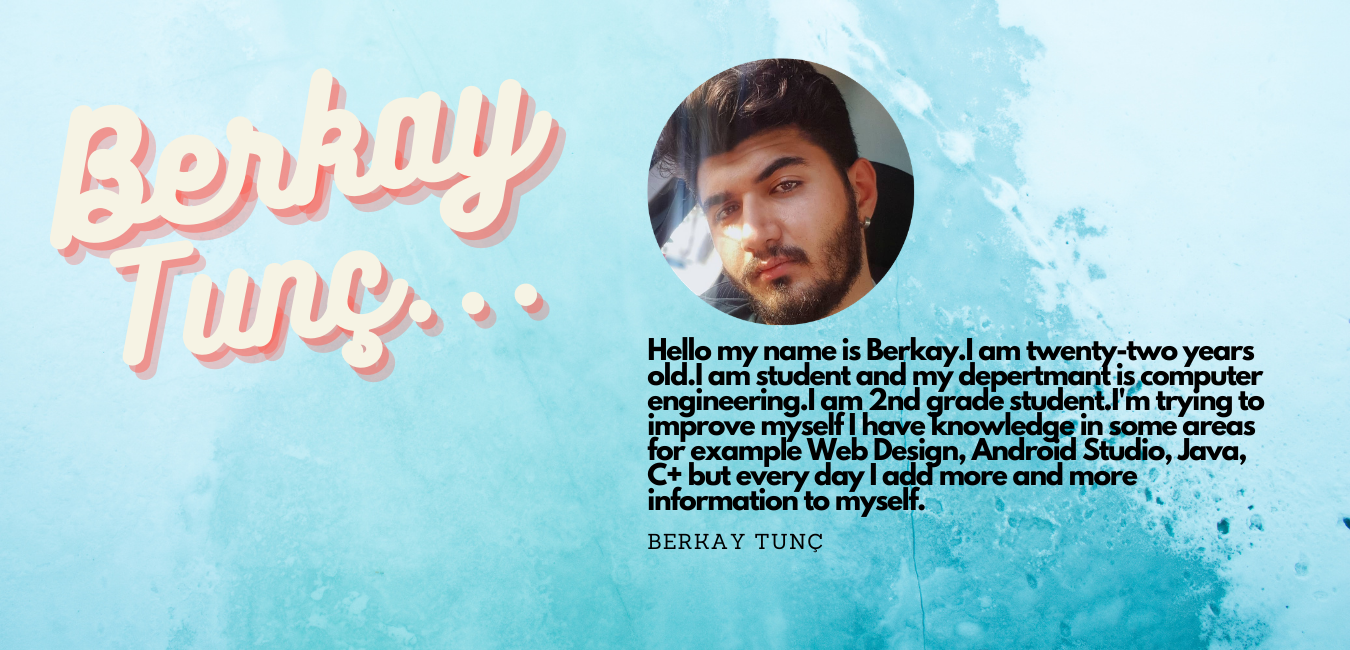 Berkay
Tunç...
Hello my name is Berkay.I am twenty-two years
old.I am student and my depertmant is computer
engineering.I am 2nd grade student.I'm trying to
improve myself I have knowledge in some areas
for example Web Design, Android Studio, Java,
C+ but every day I add more and more
information to myself.
BERKAY TUNÇ